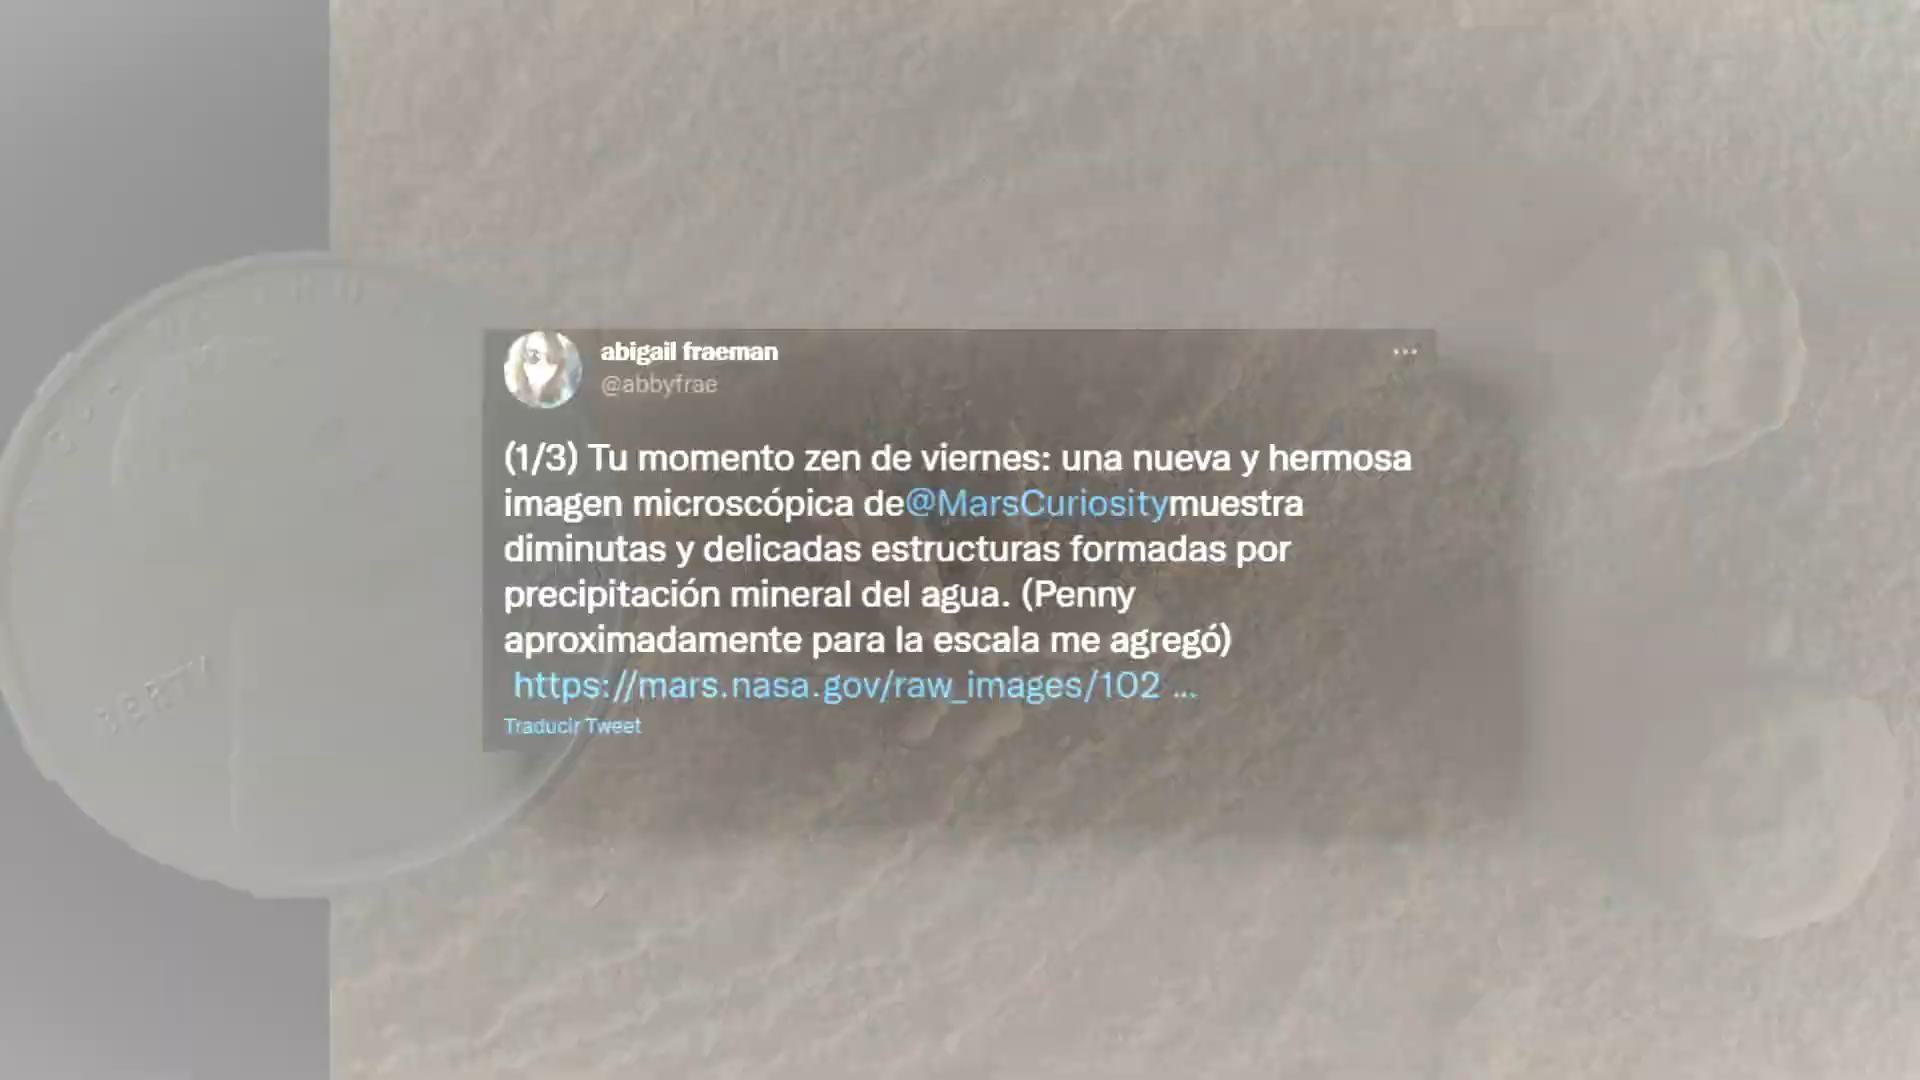 abigail fraeman
@abbyfrae
(1/3) Tu momento zen de viernes: una nueva y hermosa
imagen microscópica de@MarsCuriositymuestra
diminutas y delicadas estructuras formadas por
precipitación mineral del agua. (Penny
aproximadamente para la escala me agregó)
https://mars.nasa.gov/raw_images/102 ...
Traducir Tweet